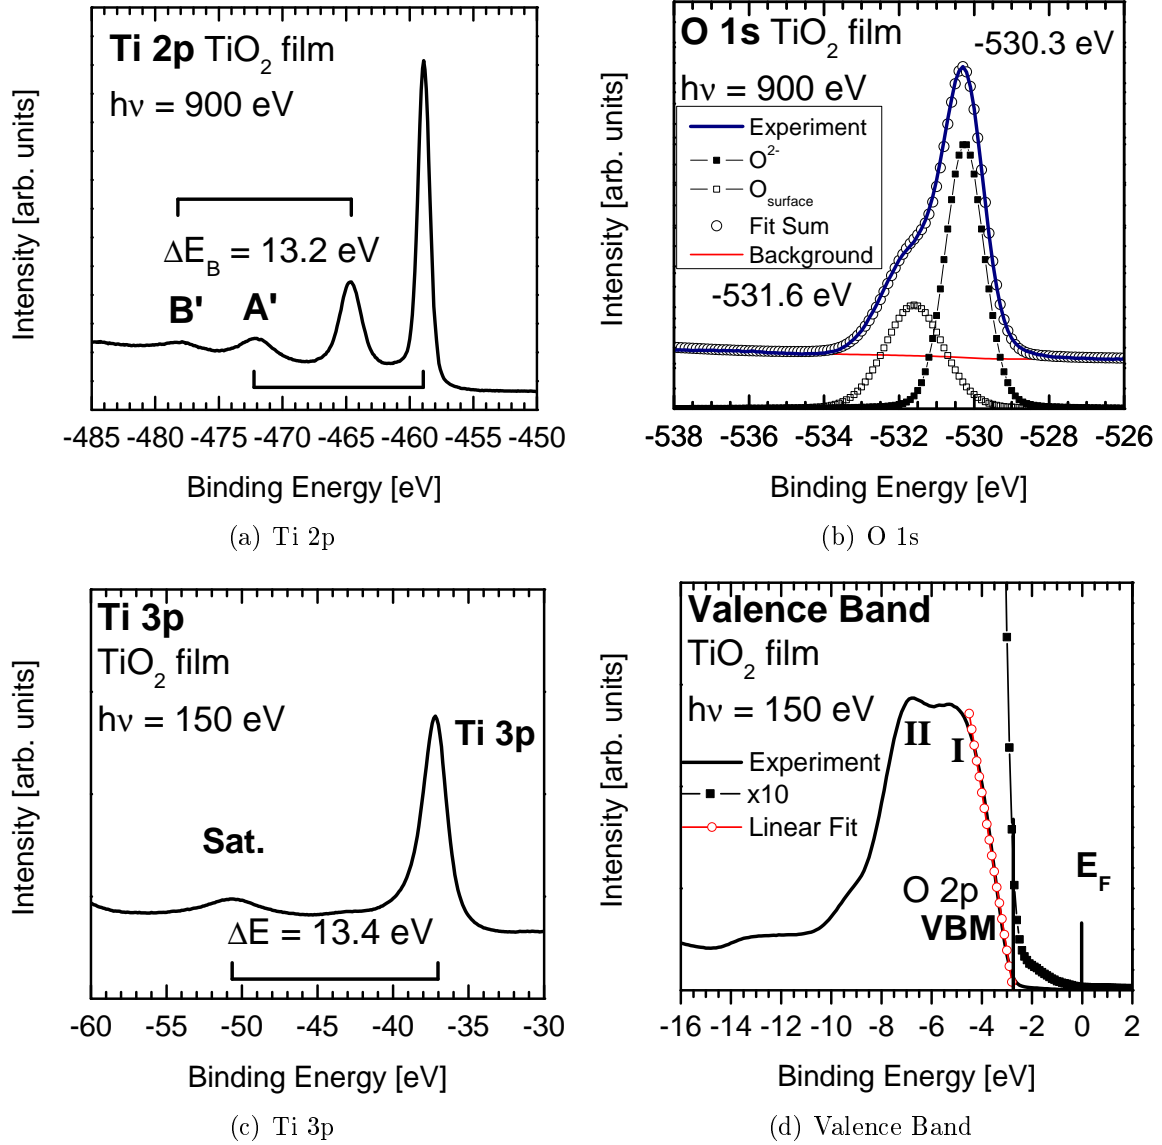 Ti 2p TiO2 film
hν = 900 eV
ΔEB = 13.2 eV
B' A'
Intensity [arb. units]
-485 -480 -475 -470 -465 -460 -455 -450
Binding Energy [eV]
(a) Ti 2p
O 1s TiO2 film
-530.3 eV
hν = 900 eV
Experiment
O2-
Osurface
Fit Sum
Background
-531.6 eV
Intensity [arb. units]
-538 -536 -534 -532 -530 -528 -526
Binding Energy [eV]
(b) O 1s
Ti 3p
TiO2 film
hν = 150 eV
Ti 3p
Sat.
ΔE = 13.4 eV
Intensity [arb. units]
-60 -55 -50 -45 -40 -35 -30
Binding Energy [eV]
(c) Ti 3p
Valence Band
TiO2 film
hν = 150 eV
II I
Experiment
x10
Linear Fit
EF
O 2p
VBM
Intensity [arb. units]
-16 -14 -12 -10 -8 -6 -4 -2 0 2
Binding Energy [eV]
(d) Valence Band